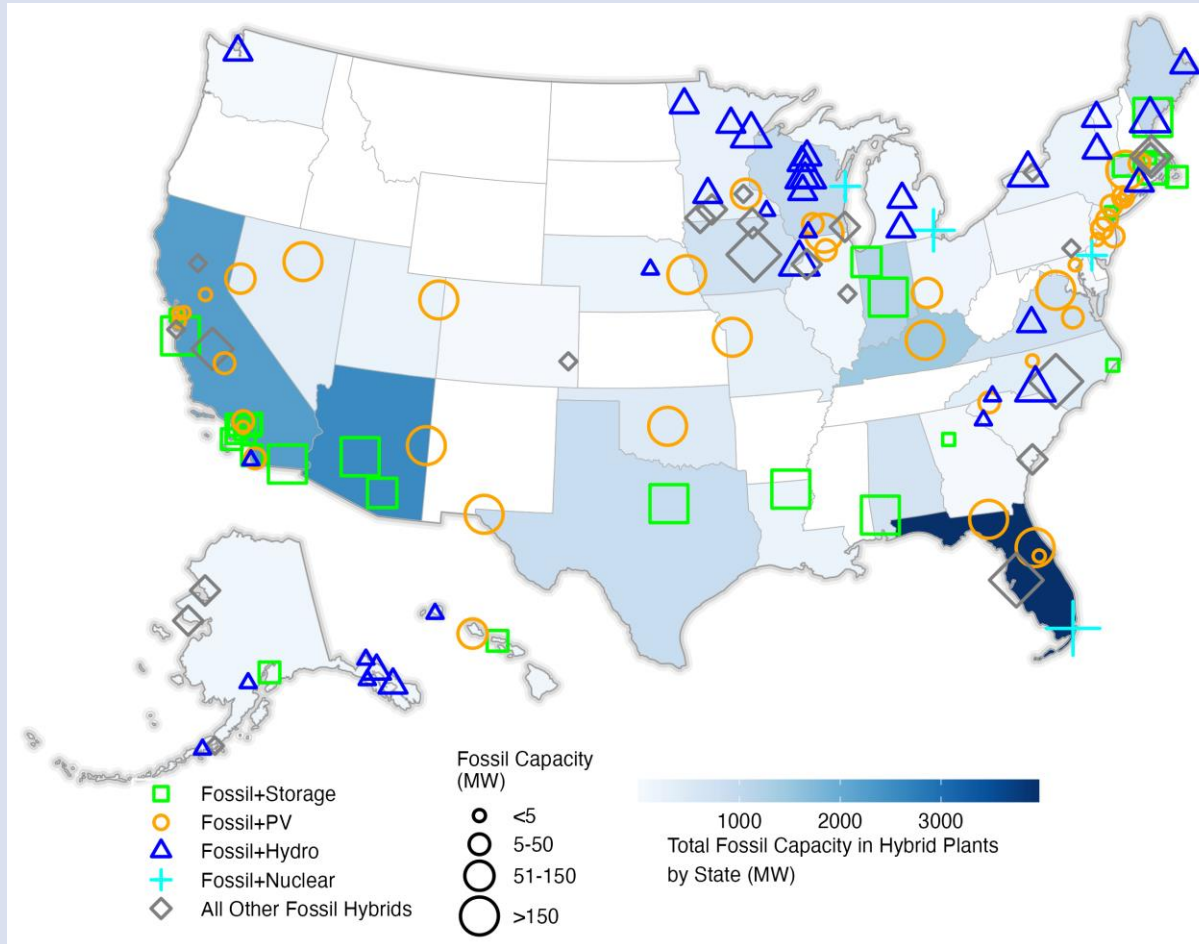 Fossil+Storage
Fossil+PV
Fossil+Hydro
Fossil+Nuclear
All Other Fossil Hybrids
Fossil Capacity
(MW)
<5
5-50
51-150
>150
1000 2000 3000
Total Fossil Capacity in Hybrid Plants
by State (MW)